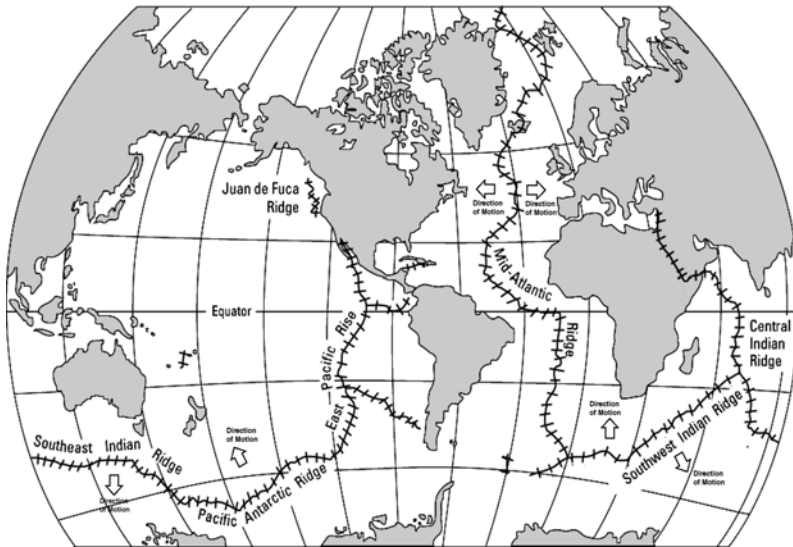 Juan de Fuca
Ridge
Direction
of Motion
Direction
of Motion
Mid-Atlantic
Ridge
Equator
East Pacific Rise
Central
Indian
Ridge
Direction
of Motion
Direction
of Motion
Southeast Indian Ridge
Southwest Indian Ridge
Direction
of Motion
Direction
of Motion
Pacific Antarctic Ridge